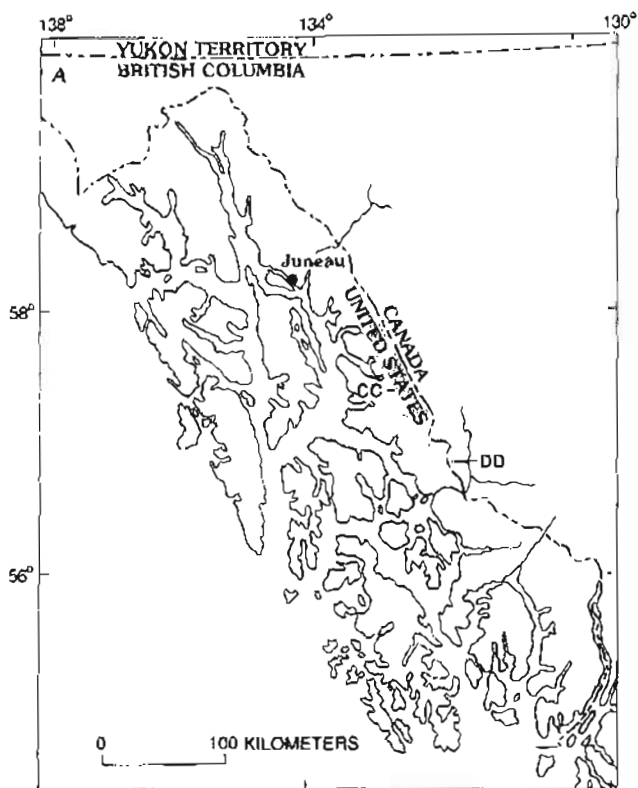 138° 134° 130°
YUKON TERRITORY
A BRITISH COLUMBIA
Juneau
58°
CANADA
UNITED STATES
CC
DD
56°
0 100 KILOMETERS